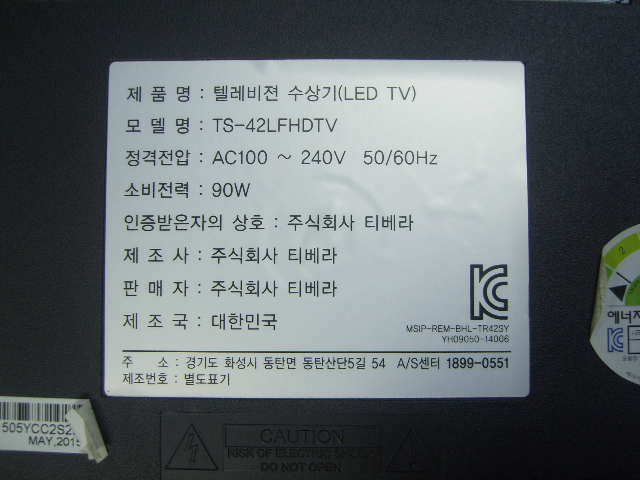 제 품 명 : 텔레비젼 수상기(LED TV)
모 델 명 : TS-42LFHDTV
정격전압 : AC100 ~ 240V 50/60Hz
소비전력 : 90W
인증받은자의 상호 : 주식회사 티베라
제 조 사 : 주식회사 티베라
판 매 자 : 주식회사 티베라
제 조 국 : 대한민국
MSIP-REM-BHL-TR42SY
YH09050-14006
주 소 : 경기도 화성시 동탄면 동탄산단5길 54 A/S센터 1899-0551
제조번호 : 별도표기
2
에너지
505YCC2S2
MAY,2015
CAUTION
RISK OF ELECTRIC SHOCK
DO NOT OPEN